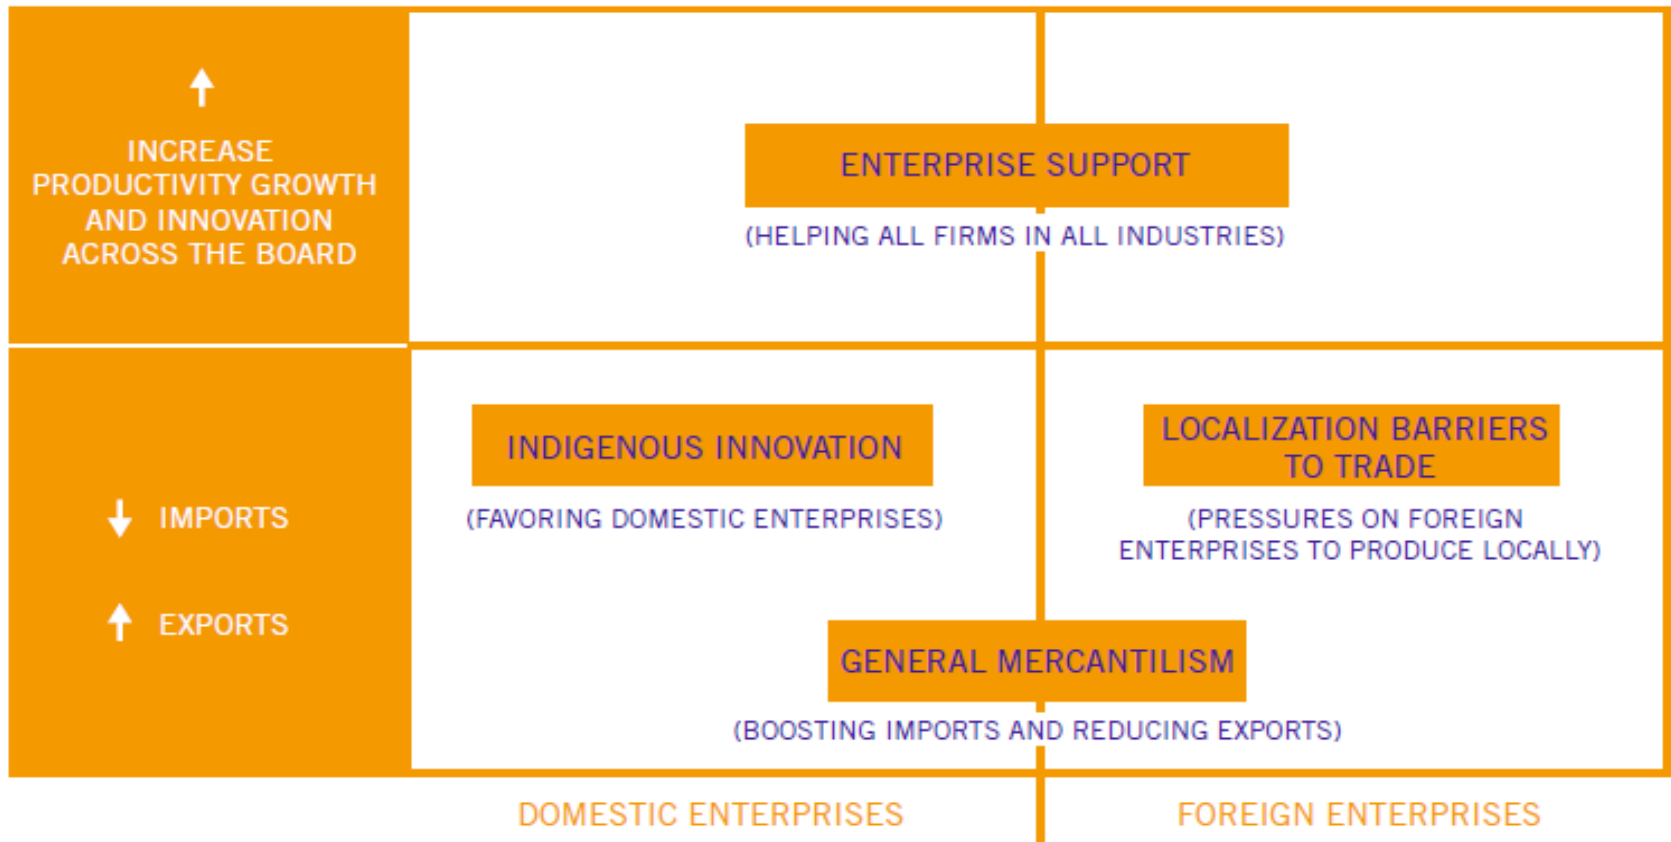 INCREASE
PRODUCTIVITY GROWTH
AND INNOVATION
ACROSS THE BOARD
ENTERPRISE SUPPORT
(HELPING ALL FIRMS IN ALL INDUSTRIES)
IMPORTS
EXPORTS
INDIGENOUS INNOVATION
(FAVORING DOMESTIC ENTERPRISES)
LOCALIZATION BARRIERS
TO TRADE
(PRESSURES ON FOREIGN
ENTERPRISES TO PRODUCE LOCALLY)
GENERAL MERCANTILISM
(BOOSTING IMPORTS AND REDUCING EXPORTS)
DOMESTIC ENTERPRISES
FOREIGN ENTERPRISES